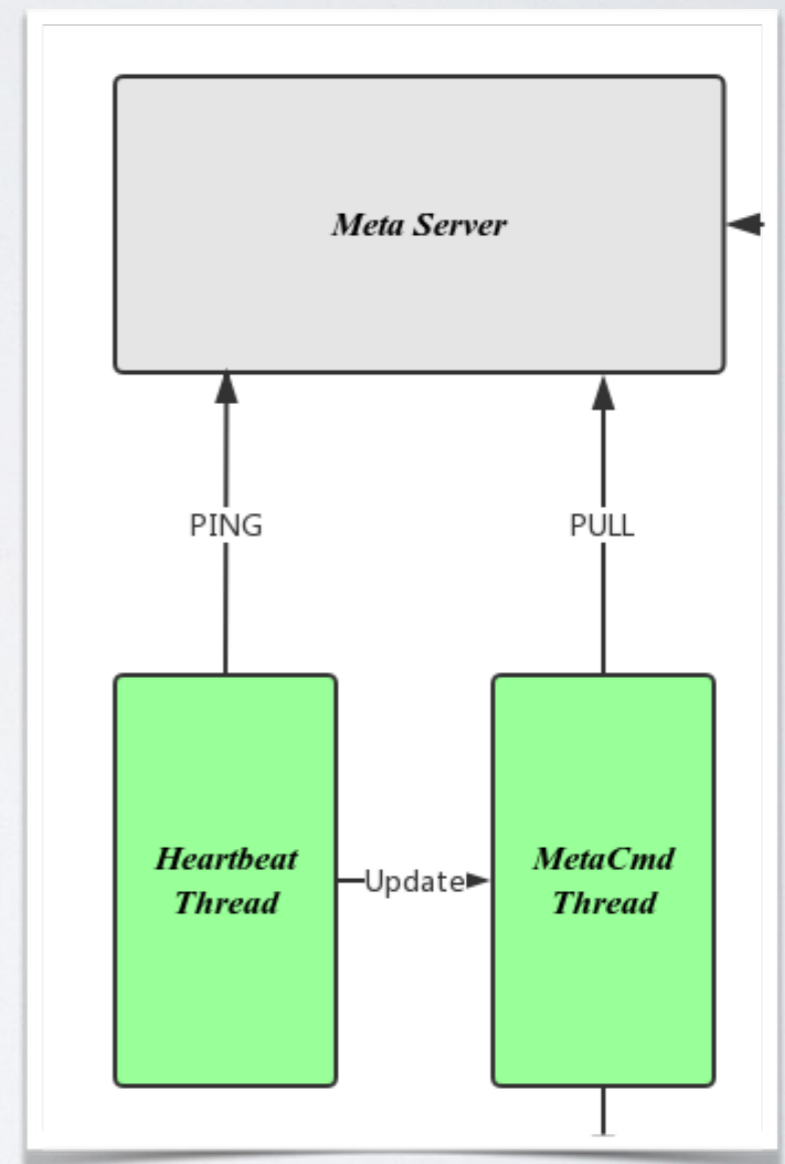 Meta Server
PING
PULL
Heartbeat
Thread
Update
MetaCmd
Thread